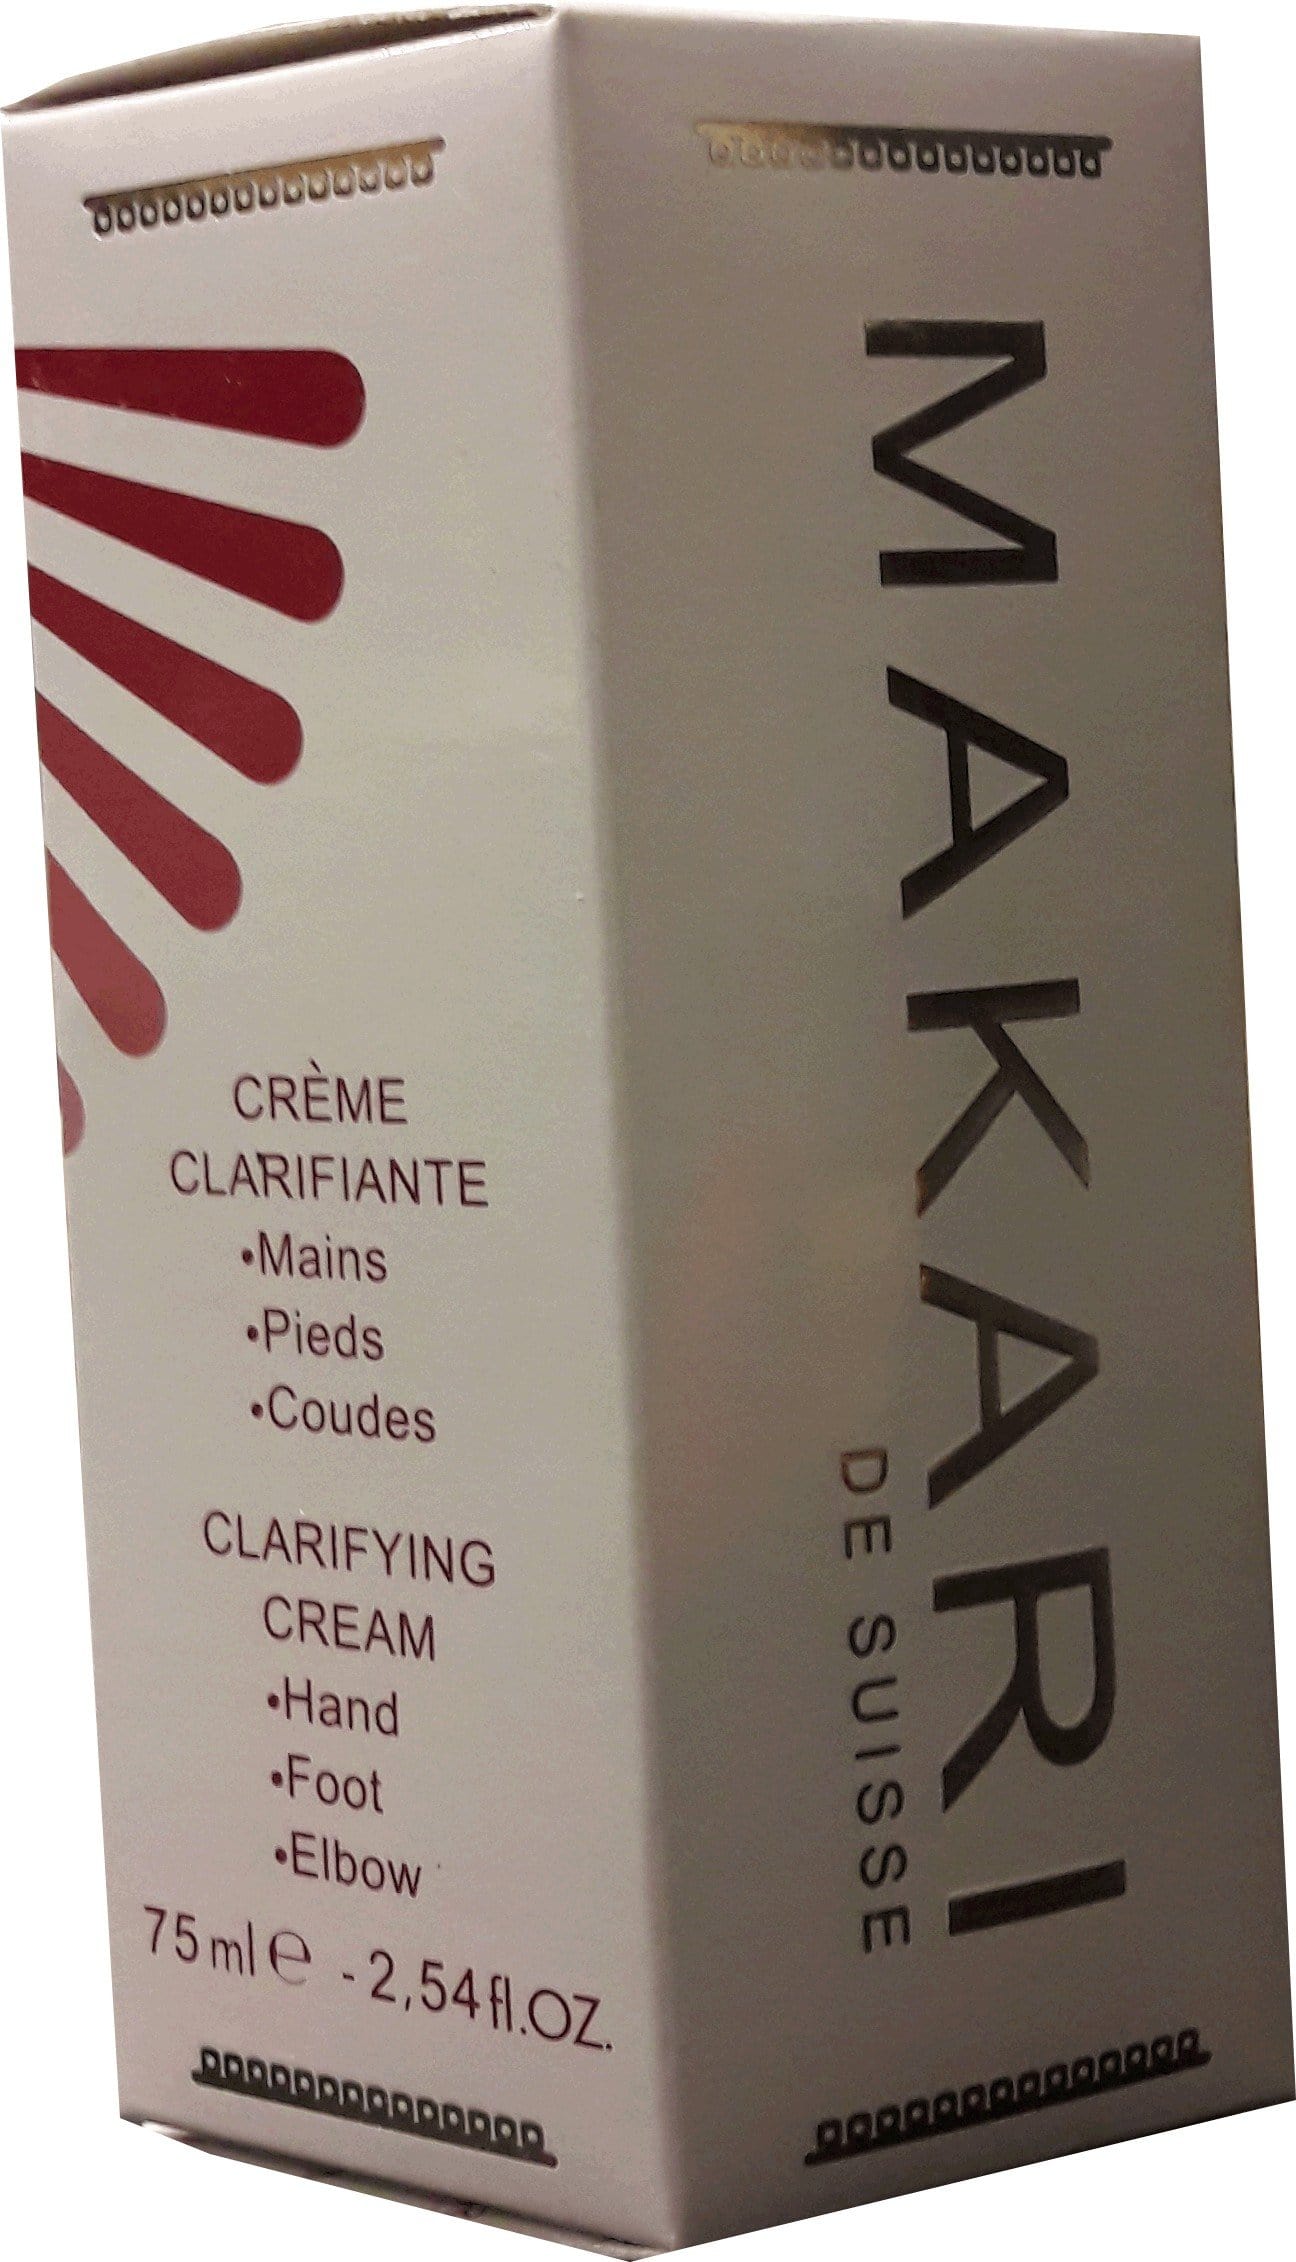 CRÈME
CLARIFIANTE
•Mains
•Pieds
•Coudes
CLARIFYING
CREAM
•Hand
•Foot
•Elbow
75 ml ℮ - 2,54 fl.OZ.
MAKARI
DE SUISSE